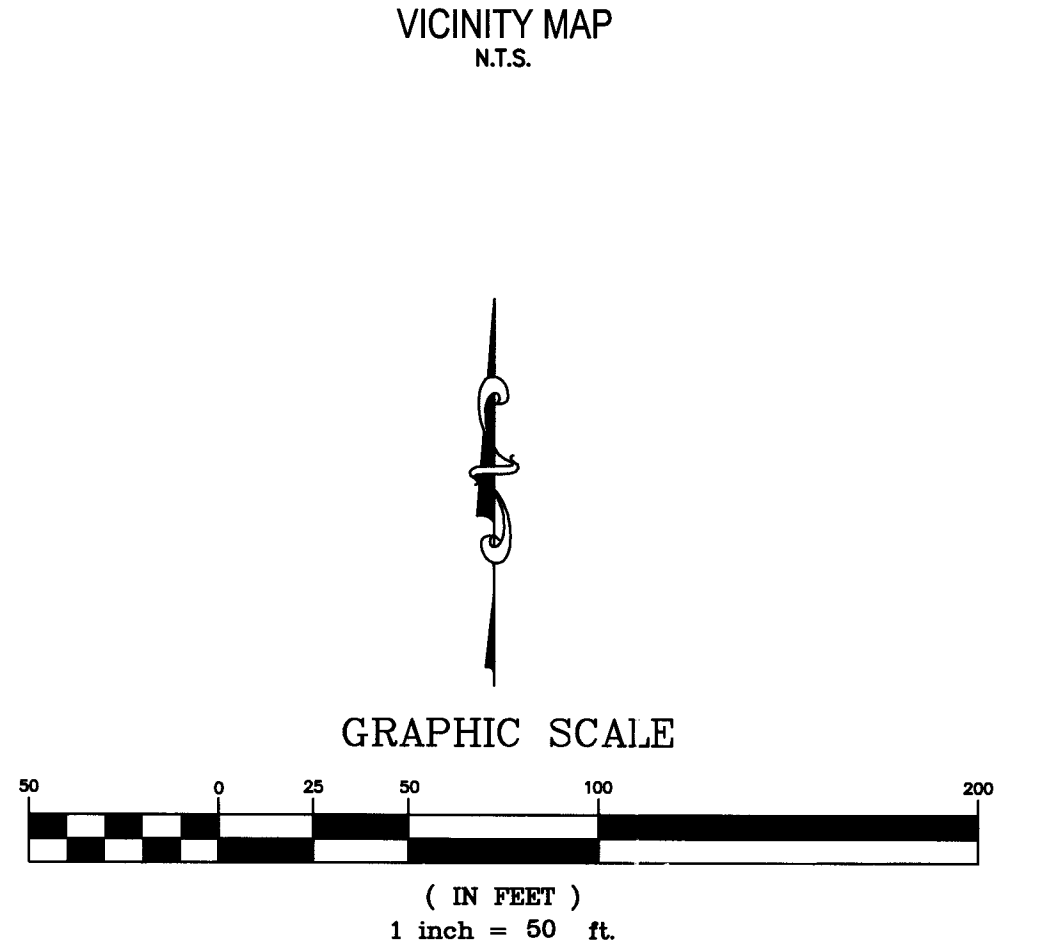 VICINITY MAP
N.T.S.
GRAPHIC SCALE
50 0 25 50 100 200
( IN FEET )
1 inch = 50 ft.